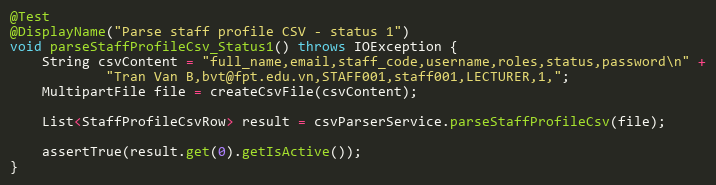 @Test
@DisplayName("Parse staff profile CSV - status 1")
void parseStaffProfileCsv_Status1() throws IOException {
    String csvContent = "full_name,email,staff_code,username,roles,status,password\n" +
            "Tran Van B,bvt@fpt.edu.vn,STAFF001,staff001,LECTURER,1,";
    MultipartFile file = createCsvFile(csvContent);

    List<StaffProfileCsvRow> result = csvParserService.parseStaffProfileCsv(file);

    assertTrue(result.get(0).getIsActive());
}